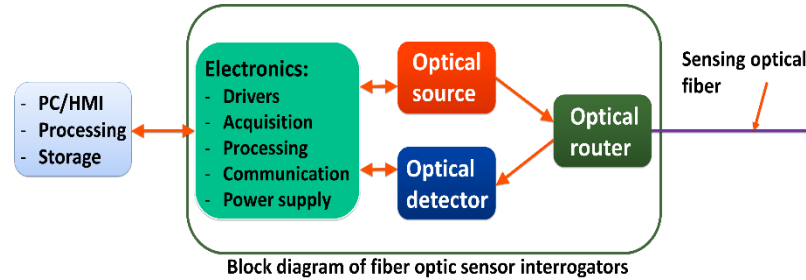 - PC/HMI
- Processing
- Storage
Electronics:
- Drivers
- Acquisition
- Processing
- Communication
- Power supply
Optical
source
Optical
detector
Optical
router
Sensing optical
fiber
Block diagram of fiber optic sensor interrogators